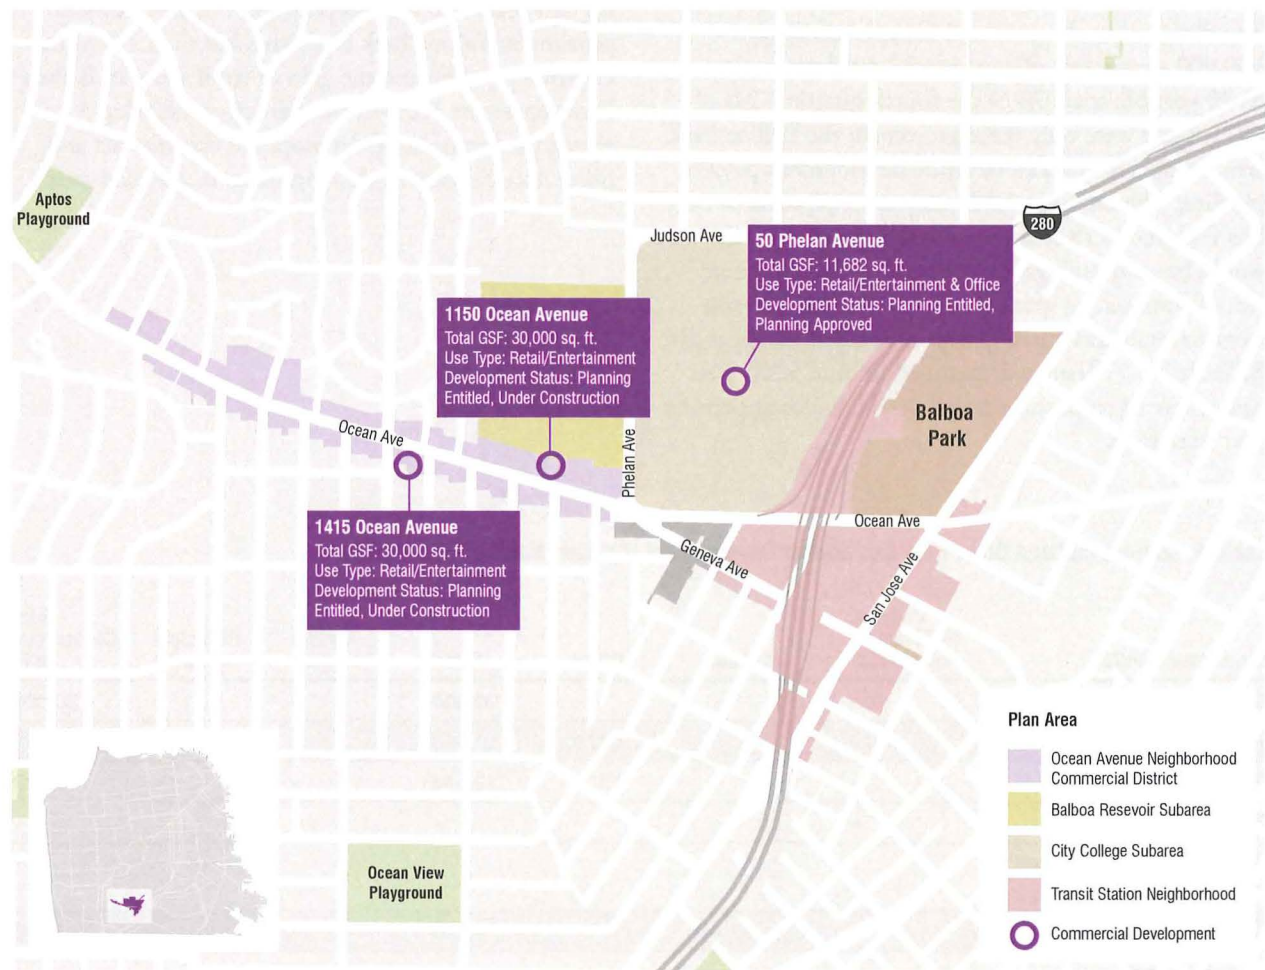 Aptos
Playground
Judson Ave
280
50 Phelan Avenue
Total GSF: 11,682 sq. ft.
Use Type: Retail/Entertainment & Office
Development Status: Planning Entitled,
Planning Approved
1150 Ocean Avenue
Total GSF: 30,000 sq. ft.
Use Type: Retail/Entertainment
Development Status: Planning
Entitled, Under Construction
Balboa
Park
Ocean Ave
Phelan Ave
1415 Ocean Avenue
Total GSF: 30,000 sq. ft.
Use Type: Retail/Entertainment
Development Status: Planning
Entitled, Under Construction
Ocean Ave
Geneva Ave
San Jose Ave
Ocean View
Playground
Plan Area
Ocean Avenue Neighborhood
Commercial District
Balboa Resevoir Subarea
City College Subarea
Transit Station Neighborhood
Commercial Development